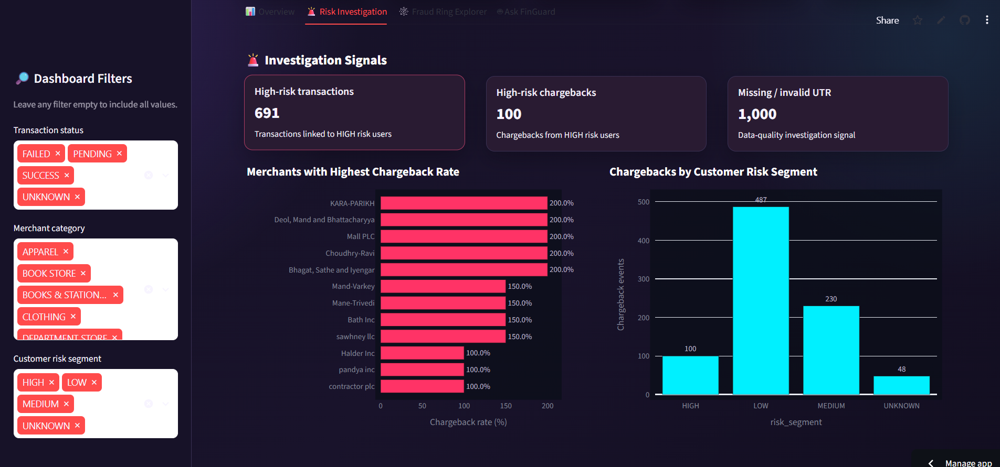 Overview
Risk Investigation
Fraud Ring Explorer
Ask FinGuard
Share
Dashboard Filters
Leave any filter empty to include all values.
Transaction status
FAILED × PENDING ×
SUCCESS ×
UNKNOWN ×
Merchant category
APPAREL ×
BOOK STORE ×
BOOKS & STATION... ×
CLOTHING ×
DEPARTMENT STORE ×
Customer risk segment
HIGH × LOW ×
MEDIUM ×
UNKNOWN ×
Investigation Signals
High-risk transactions
691
Transactions linked to HIGH risk users
High-risk chargebacks
100
Chargebacks from HIGH risk users
Missing / invalid UTR
1,000
Data-quality investigation signal
Merchants with Highest Chargeback Rate
KARA-PARIKH 200.0%
Deol, Mand and Bhattacharyya 200.0%
Mall PLC 200.0%
Choudhry-Ravi 200.0%
Bhagat, Sathe and Iyengar 200.0%
Mand-Varkey 150.0%
Mane-Trivedi 150.0%
Bath Inc 150.0%
sawhney llc 150.0%
Halder Inc 100.0%
pandya inc 100.0%
contractor plc 100.0%
0 50 100 150 200
Chargeback rate (%)
Chargebacks by Customer Risk Segment
500
400
300
200
100
0
Chargeback events
100
487
230
48
HIGH LOW MEDIUM UNKNOWN
risk_segment
Manage app